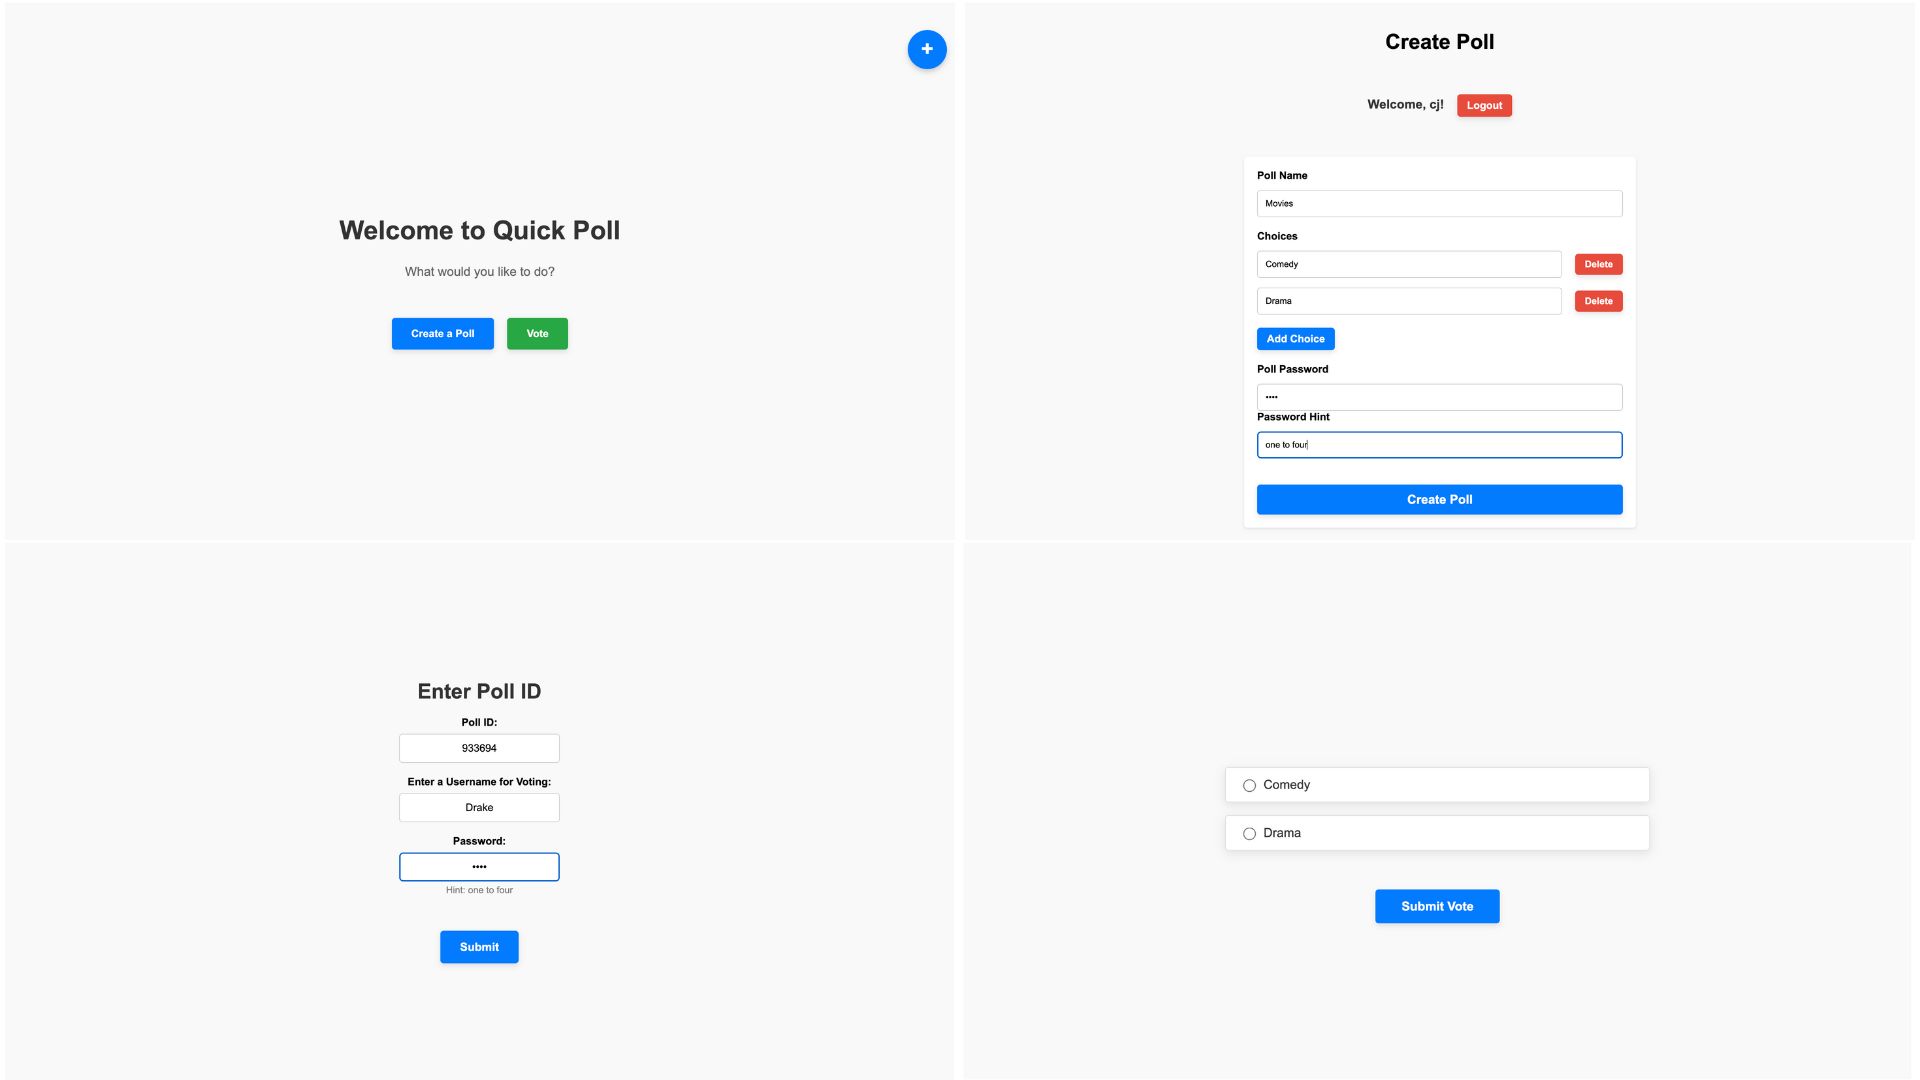 +
Welcome to Quick Poll
What would you like to do?
Create a Poll Vote
Create Poll
Welcome, cj! Logout
Poll Name
Movies
Choices
Comedy Delete
Drama Delete
Add Choice
Poll Password
••••
Password Hint
one to four
Create Poll
Enter Poll ID
Poll ID:
933694
Enter a Username for Voting:
Drake
Password:
••••
Hint: one to four
Submit
Comedy
Drama
Submit Vote